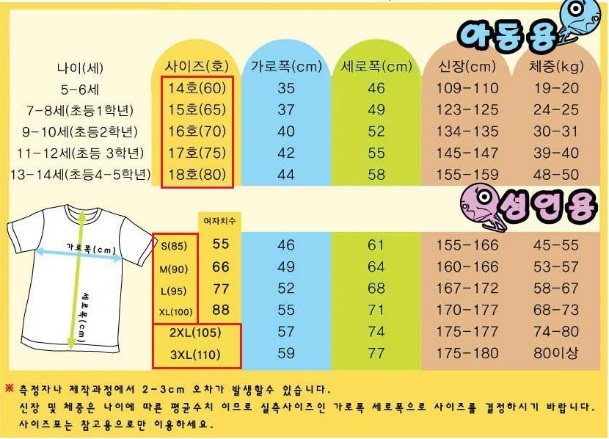 아동용
나이(세) 사이즈(호) 가로폭(cm) 세로폭(cm) 신장(cm) 체중(kg)
5-6세 14호(60) 35 46 109-110 19-20
7-8세(초등1학년) 15호(65) 37 49 123-125 24-25
9-10세(초등2학년) 16호(70) 40 52 134-135 30-31
11-12세(초등 3학년) 17호(75) 42 55 145-147 39-40
13-14세(초등4-5학년) 18호(80) 44 58 155-159 48-50
성인용
여자치수
가로폭(cm)
세로폭(cm)
S(85) 55 46 61 155-166 45-55
M(90) 66 49 64 160-166 53-57
L(95) 77 52 68 167-172 58-67
XL(100) 88 55 71 170-177 68-73
2XL(105) 57 74 177-177 74-80
3XL(110) 59 77 175-180 80이상
※ 측정자나 제작과정에서 2-3cm 오차가 발생할수 있습니다.
신장 및 체중은 나이에 따른 평균수치 이므로 실측사이즈인 가로폭 세로폭으로 사이즈를 결정하시기 바랍니다.
사이즈표는 참고용으로만 이용하세요.